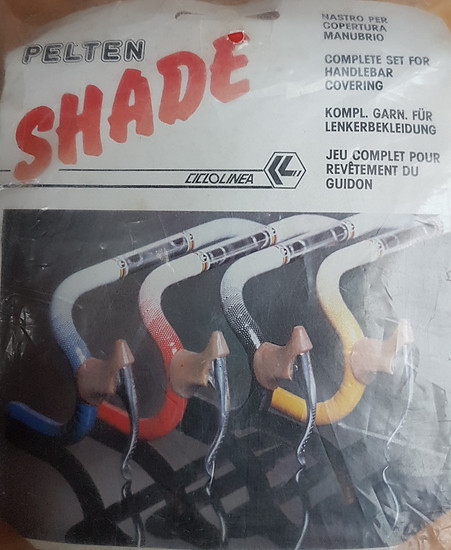 PELTEN
SHADE
CICLOLINEA
NASTRO PER
COPERTURA
MANUBRIO
COMPLETE SET FOR
HANDLEBAR
COVERING
KOMPL. GARN. FÜR
LENKERBEKLEIDUNG
JEU COMPLET POUR
REVÊTEMENT DU
GUIDON